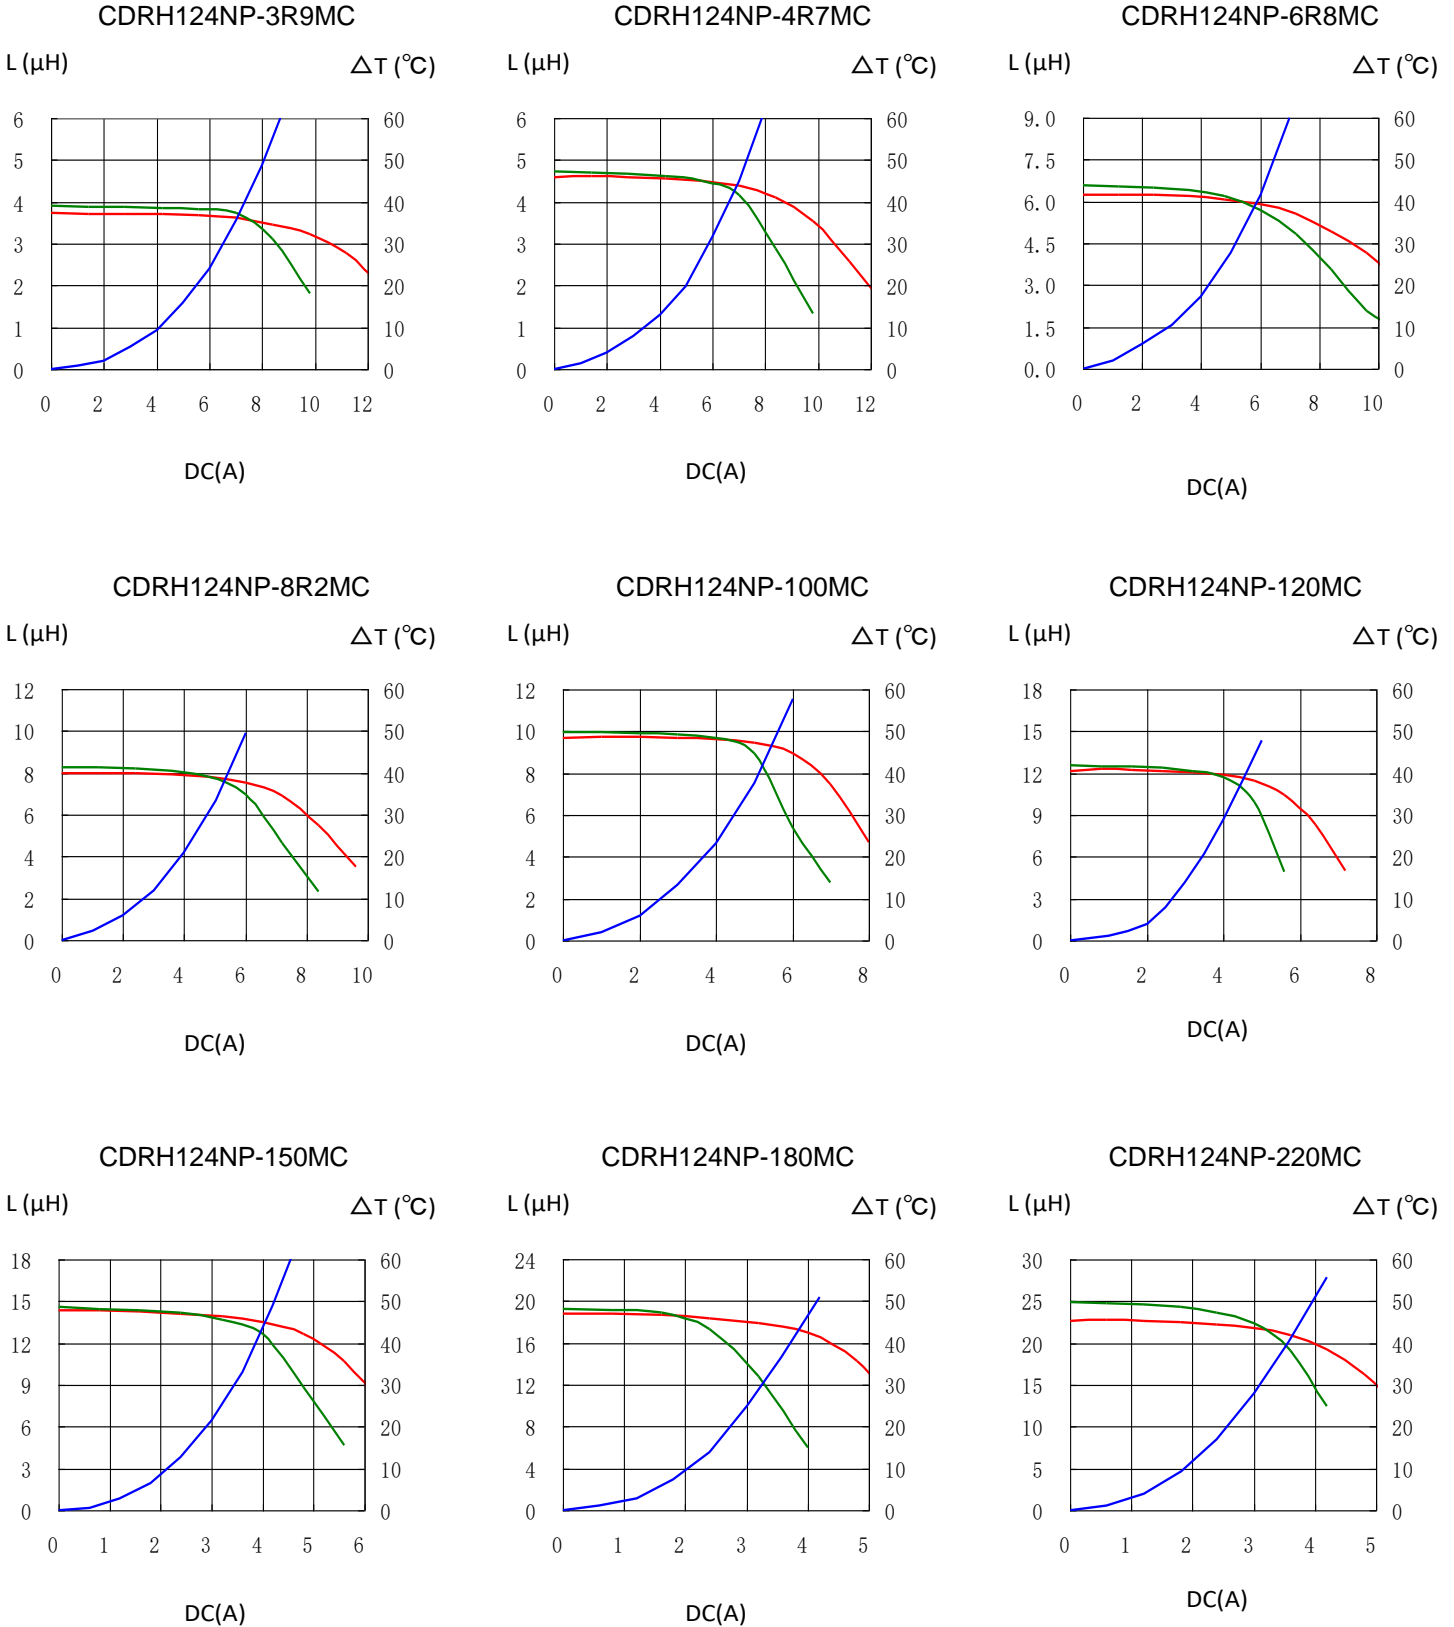 CDRH124NP-3R9MC CDRH124NP-4R7MC CDRH124NP-6R8MC
L (μH) △T (℃) L (μH) △T (℃) L (μH) △T (℃)
6 60 6 60 9.0 60
5 50 5 50 7.5 50
4 40 4 40 6.0 40
3 30 3 30 4.5 30
2 20 2 20 3.0 20
1 10 1 10 1.5 10
0 0 0 0 0.0 0
0 2 4 6 8 10 12 0 2 4 6 8 10 12 0 2 4 6 8 10
DC(A) DC(A) DC(A)
CDRH124NP-8R2MC CDRH124NP-100MC CDRH124NP-120MC
L (μH) △T (℃) L (μH) △T (℃) L (μH) △T (℃)
12 60 12 60 18 60
10 50 10 50 15 50
8 40 8 40 12 40
6 30 6 30 9 30
4 20 4 20 6 20
2 10 2 10 3 10
0 0 0 0 0 0
0 2 4 6 8 10 0 2 4 6 8 0 2 4 6 8
DC(A) DC(A) DC(A)
CDRH124NP-150MC CDRH124NP-180MC CDRH124NP-220MC
L (μH) △T (℃) L (μH) △T (℃) L (μH) △T (℃)
18 60 24 60 30 60
15 50 20 50 25 50
12 40 16 40 20 40
9 30 12 30 15 30
6 20 8 20 10 20
3 10 4 10 5 10
0 0 0 0 0 0
0 1 2 3 4 5 6 0 1 2 3 4 5 0 1 2 3 4 5
DC(A) DC(A) DC(A)